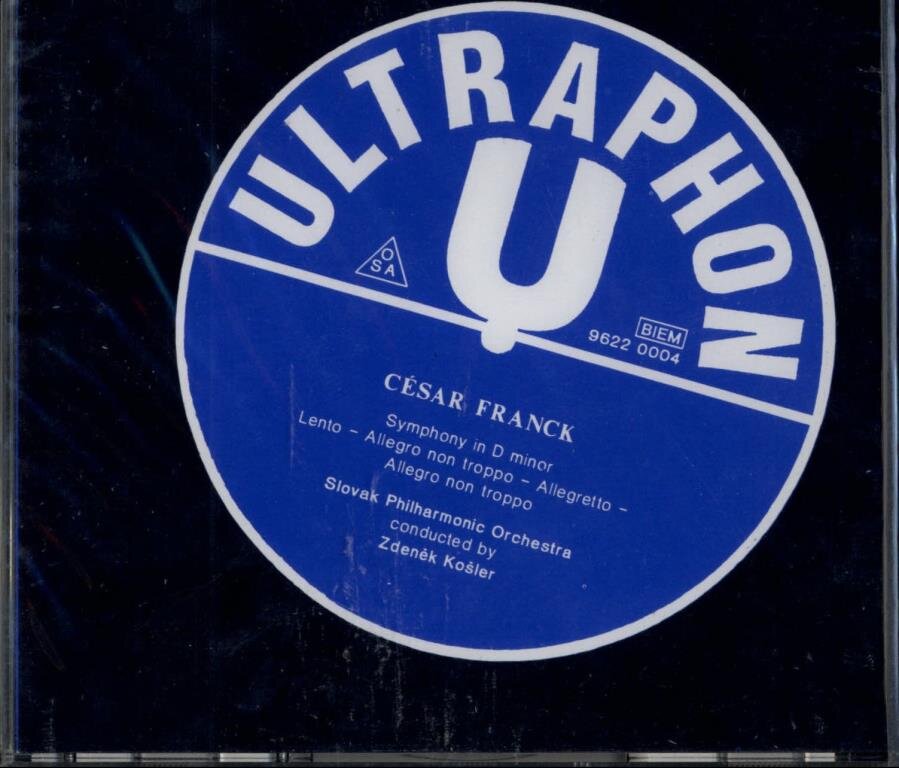 ULTRAPHON
U
OSA
BIEM
9622 0004
CÉSAR FRANCK
Symphony in D minor
Lento – Allegro non troppo – Allegretto –
Allegro non troppo
Slovak Philharmonic Orchestra
conducted by
Zdeněk Košler